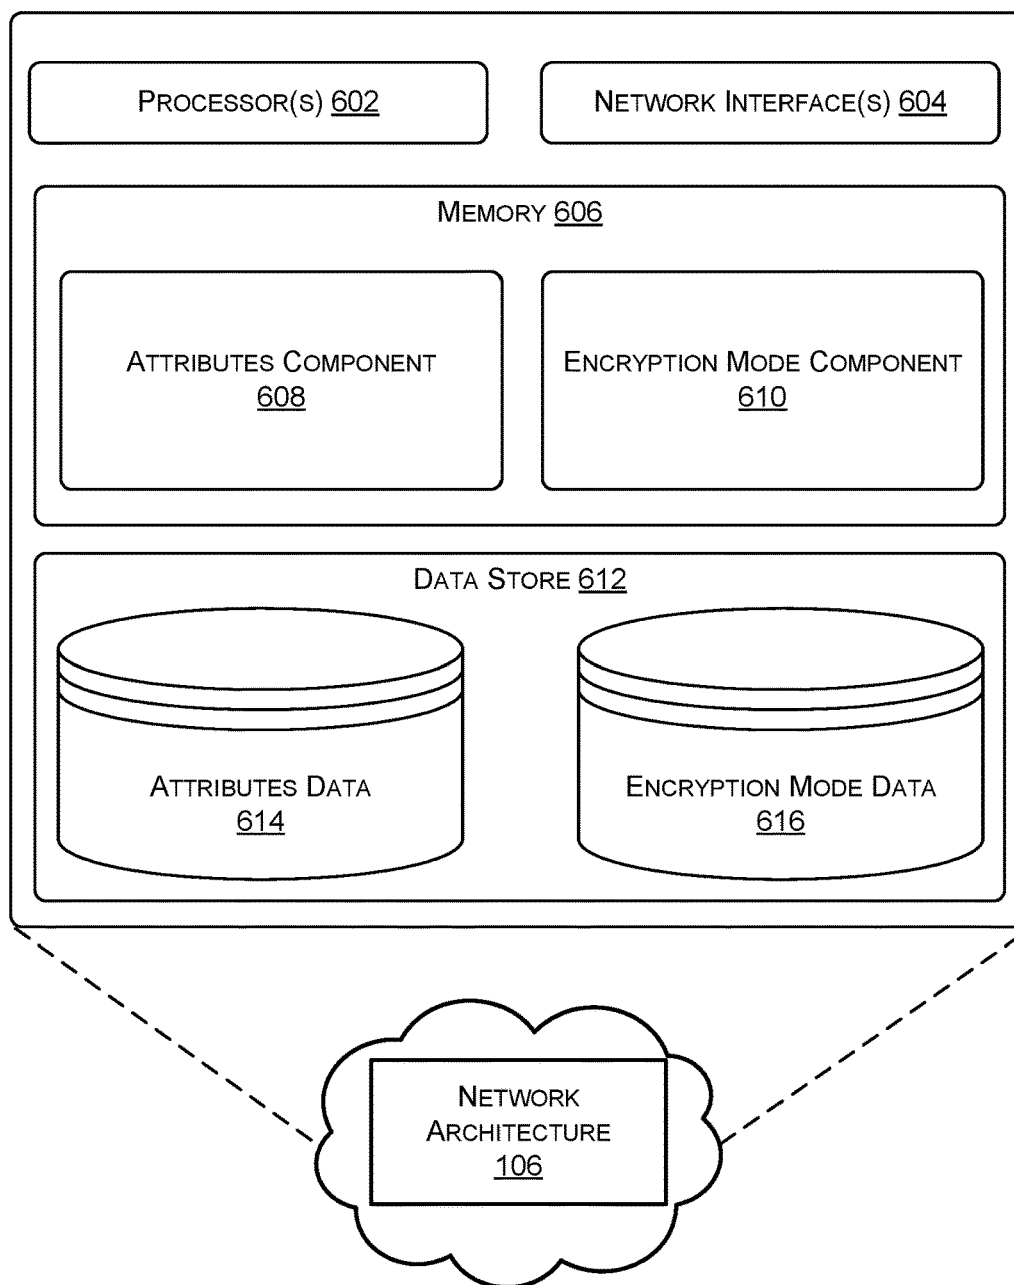 PROCESSOR(S) 602
NETWORK INTERFACE(S) 604
MEMORY 606
ATTRIBUTES COMPONENT
608
ENCRYPTION MODE COMPONENT
610
DATA STORE 612
ATTRIBUTES DATA
614
ENCRYPTION MODE DATA
616
NETWORK
ARCHITECTURE
106